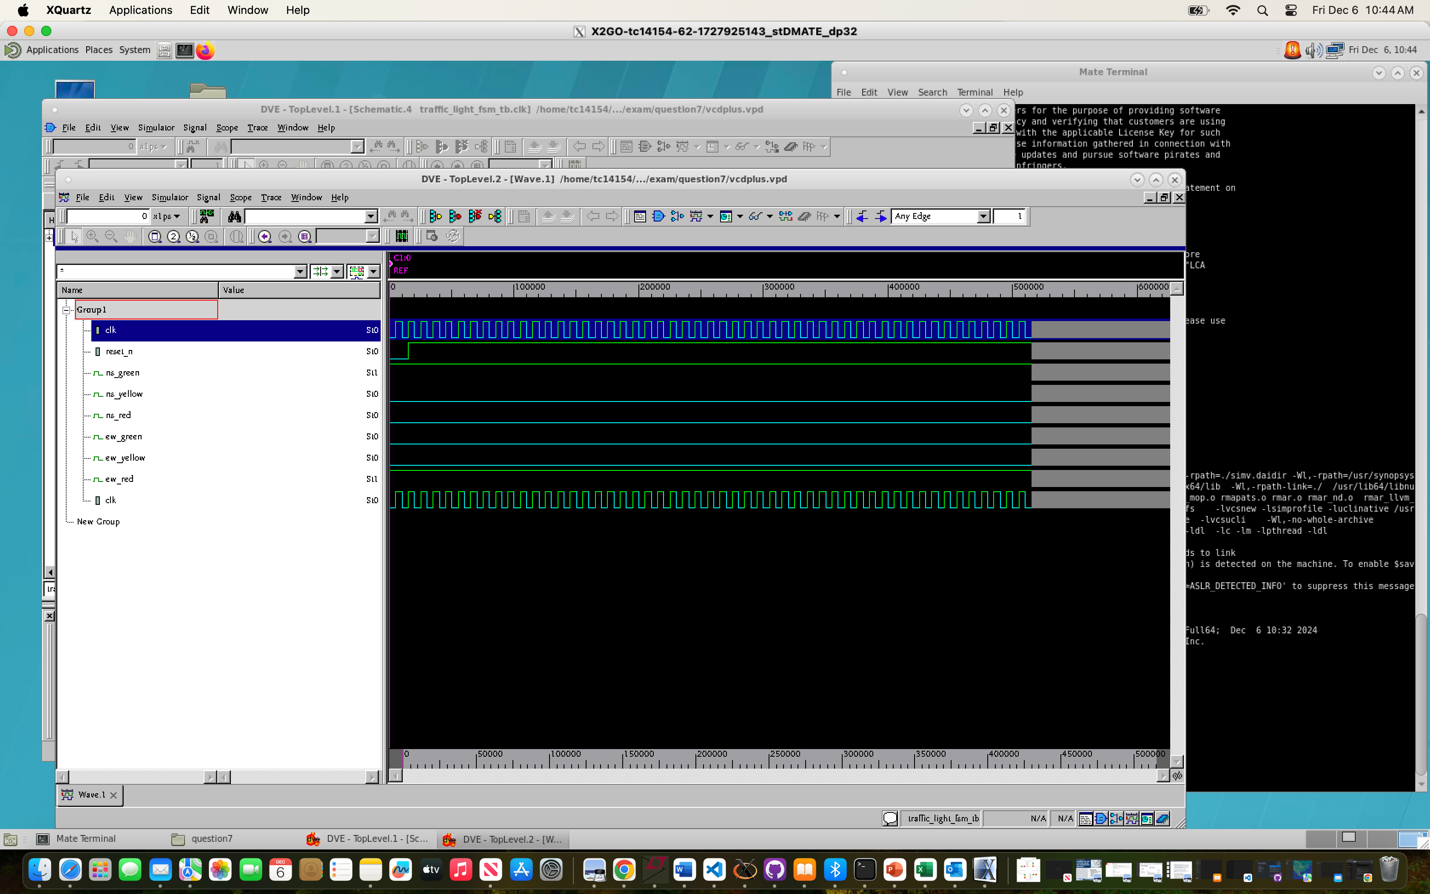 XQuartz Applications Edit Window Help
Fri Dec 6 10:44 AM
X2GO-tc14154-62-1727925143_stDMATE_dp32
Applications Places System
Fri Dec 6, 10:44
Mate Terminal
File Edit View Search Terminal Help
rs for the purpose of providing software
cy and verifying that customers are using
with the applicable License Key for such
se information gathered in connection with
updates and pursue software pirates and
nfringers.
atement on
DVE - TopLevel.1 - [Schematic.4 traffic_light_fsm_tb.clk] /home/tc14154/.../exam/question7/vcdplus.vpd
File Edit View Simulator Signal Scope Trace Window Help
0 x1ps
DVE - TopLevel.2 - [Wave.1] /home/tc14154/.../exam/question7/vcdplus.vpd
File Edit View Simulator Signal Scope Trace Window Help
0 x1ps
Any Edge
1
C1:0
REF
*
Name Value
0 100000 200000 300000 400000 500000 600000
Group1
clk St0
reset_n St0
ns_green St1
ns_yellow St0
ns_red St0
ew_green St0
ew_yellow St0
ew_red St1
clk St0
New Group
ore
"LCA
ease use
-rpath=./simv.daidir -Wl,-rpath=/usr/synopsys
x64/lib -Wl,-rpath-link=./ /usr/lib64/libnu
_mop.o rmapats.o rmar.o rmar_nd.o rmar_llvm_
fs -lvcsnew -lsimprofile -luclinative /usr
e -lvcsucli -Wl,-no-whole-archive
-ldl -lc -lm -lpthread -ldl
ds to link
n) is detected on the machine. To enable $sav
=ASLR_DETECTED_INFO' to suppress this message
Full64; Dec 6 10:32 2024
Inc.
0 50000 100000 150000 200000 250000 300000 350000 400000 450000 500000
Wave.1
traffic_light_fsm_tb N/A N/A
Mate Terminal
question7
DVE - TopLevel.1 - [Sc...
DVE - TopLevel.2 - [W...
DEC
6
tv